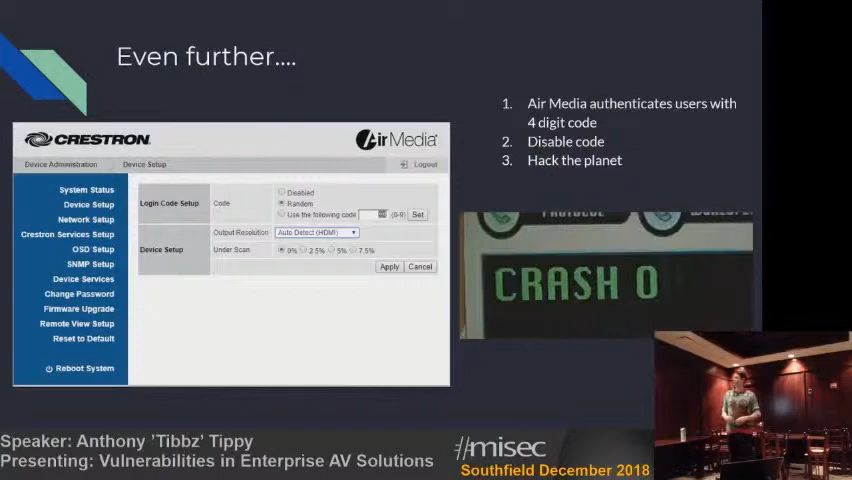 Even further....
1. Air Media authenticates users with
4 digit code
2. Disable code
3. Hack the planet
CRESTRON
AirMedia
Device Administration
Device Setup
Logout
System Status
Device Setup
Network Setup
Crestron Services Setup
OSD Setup
SNMP Setup
Device Services
Change Password
Firmware Upgrade
Remote View Setup
Reset to Default
Reboot System
Login Code Setup
Code
Disabled
Random
Use the following code
(0-9)
Set
Device Setup
Output Resolution
Auto Detect (HDMI)
Under Scan
0% 2.5% 5% 7.5%
Apply
Cancel
PROTOCOL
CRASH O
Speaker: Anthony 'Tibbz' Tippy
Presenting: Vulnerabilities in Enterprise AV Solutions
#misec
Southfield December 2018